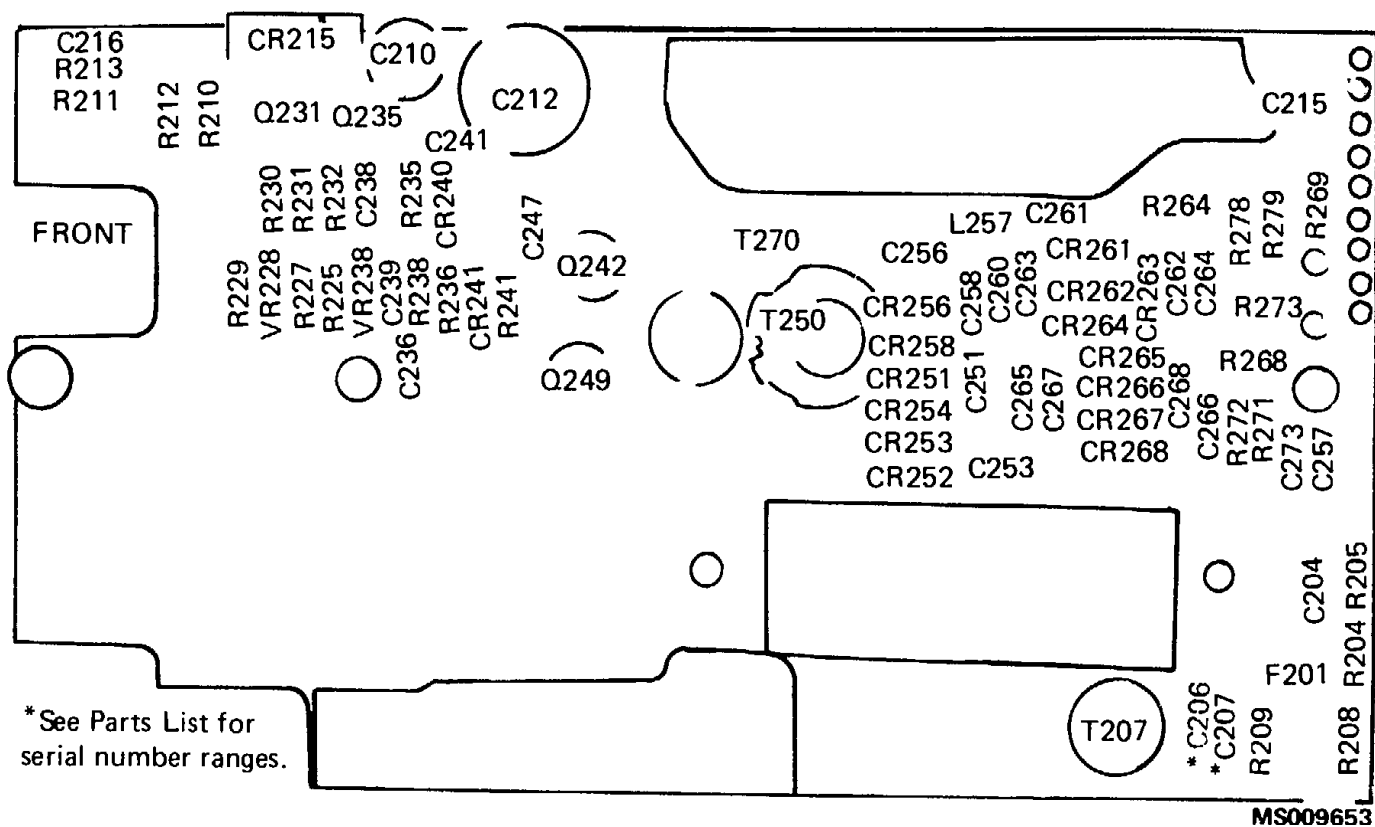 C216
R213
R211
R212
R210
CR215
C210
C212
C215
Q231
Q235
C241
R230
R231
R232
C238
R235
CR240
C247
FRONT
Q242
T270
C256
L257
C261
R264
R278
R279
R269
CR261
R229
VR228
R227
R225
VR238
C239
R238
R236
CR241
R241
C236
Q249
T250
CR256
CR258
CR251
CR254
CR253
CR252
C258
C260
C263
CR262
CR264
CR263
C262
C264
R273
CR265
CR266
CR267
CR268
R268
C251
C265
C267
C253
C268
C266
R272
R271
C273
C257
C204
R205
R204
F201
T207
*C206
*C207
R209
R208
*See Parts List for
serial number ranges.
MS009653